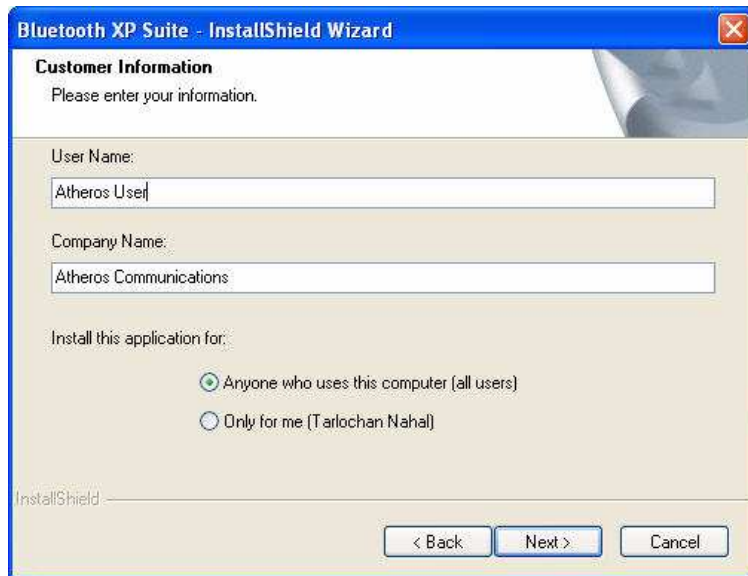 Bluetooth XP Suite - InstallShield Wizard
Customer Information
Please enter your information.
User Name:
Atheros User
Company Name:
Atheros Communications
Install this application for:
Anyone who uses this computer (all users)
Only for me (Tarlochan Nahal)
InstallShield
< Back Next > Cancel